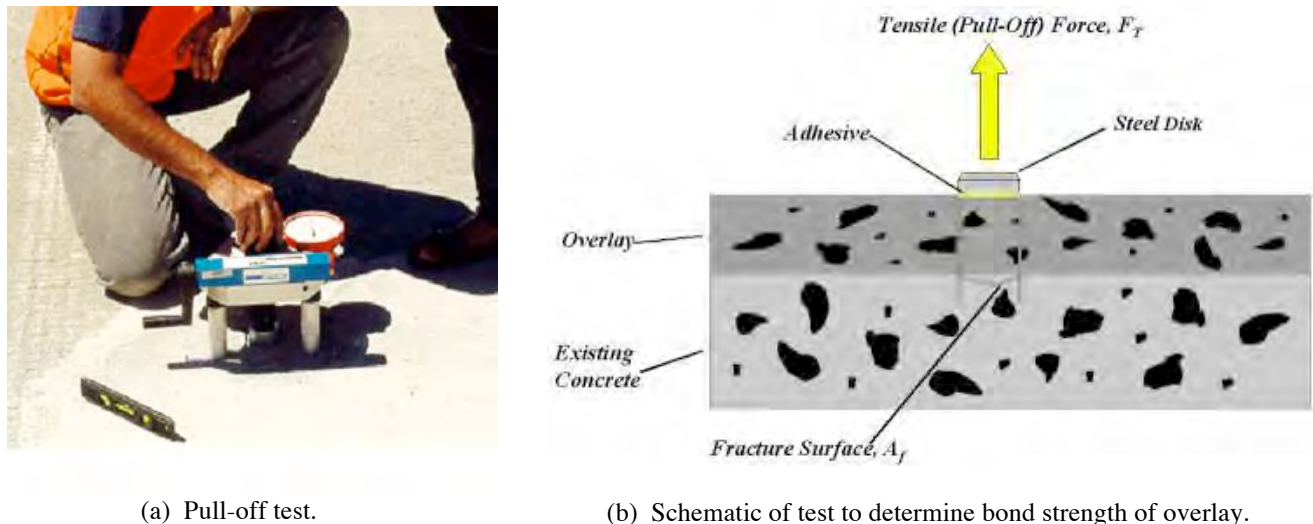 Tensile (Pull-Off) Force, F_T
Steel Disk
Adhesive
Overlay
Existing
Concrete
Fracture Surface, A_f
(a) Pull-off test.
(b) Schematic of test to determine bond strength of overlay.